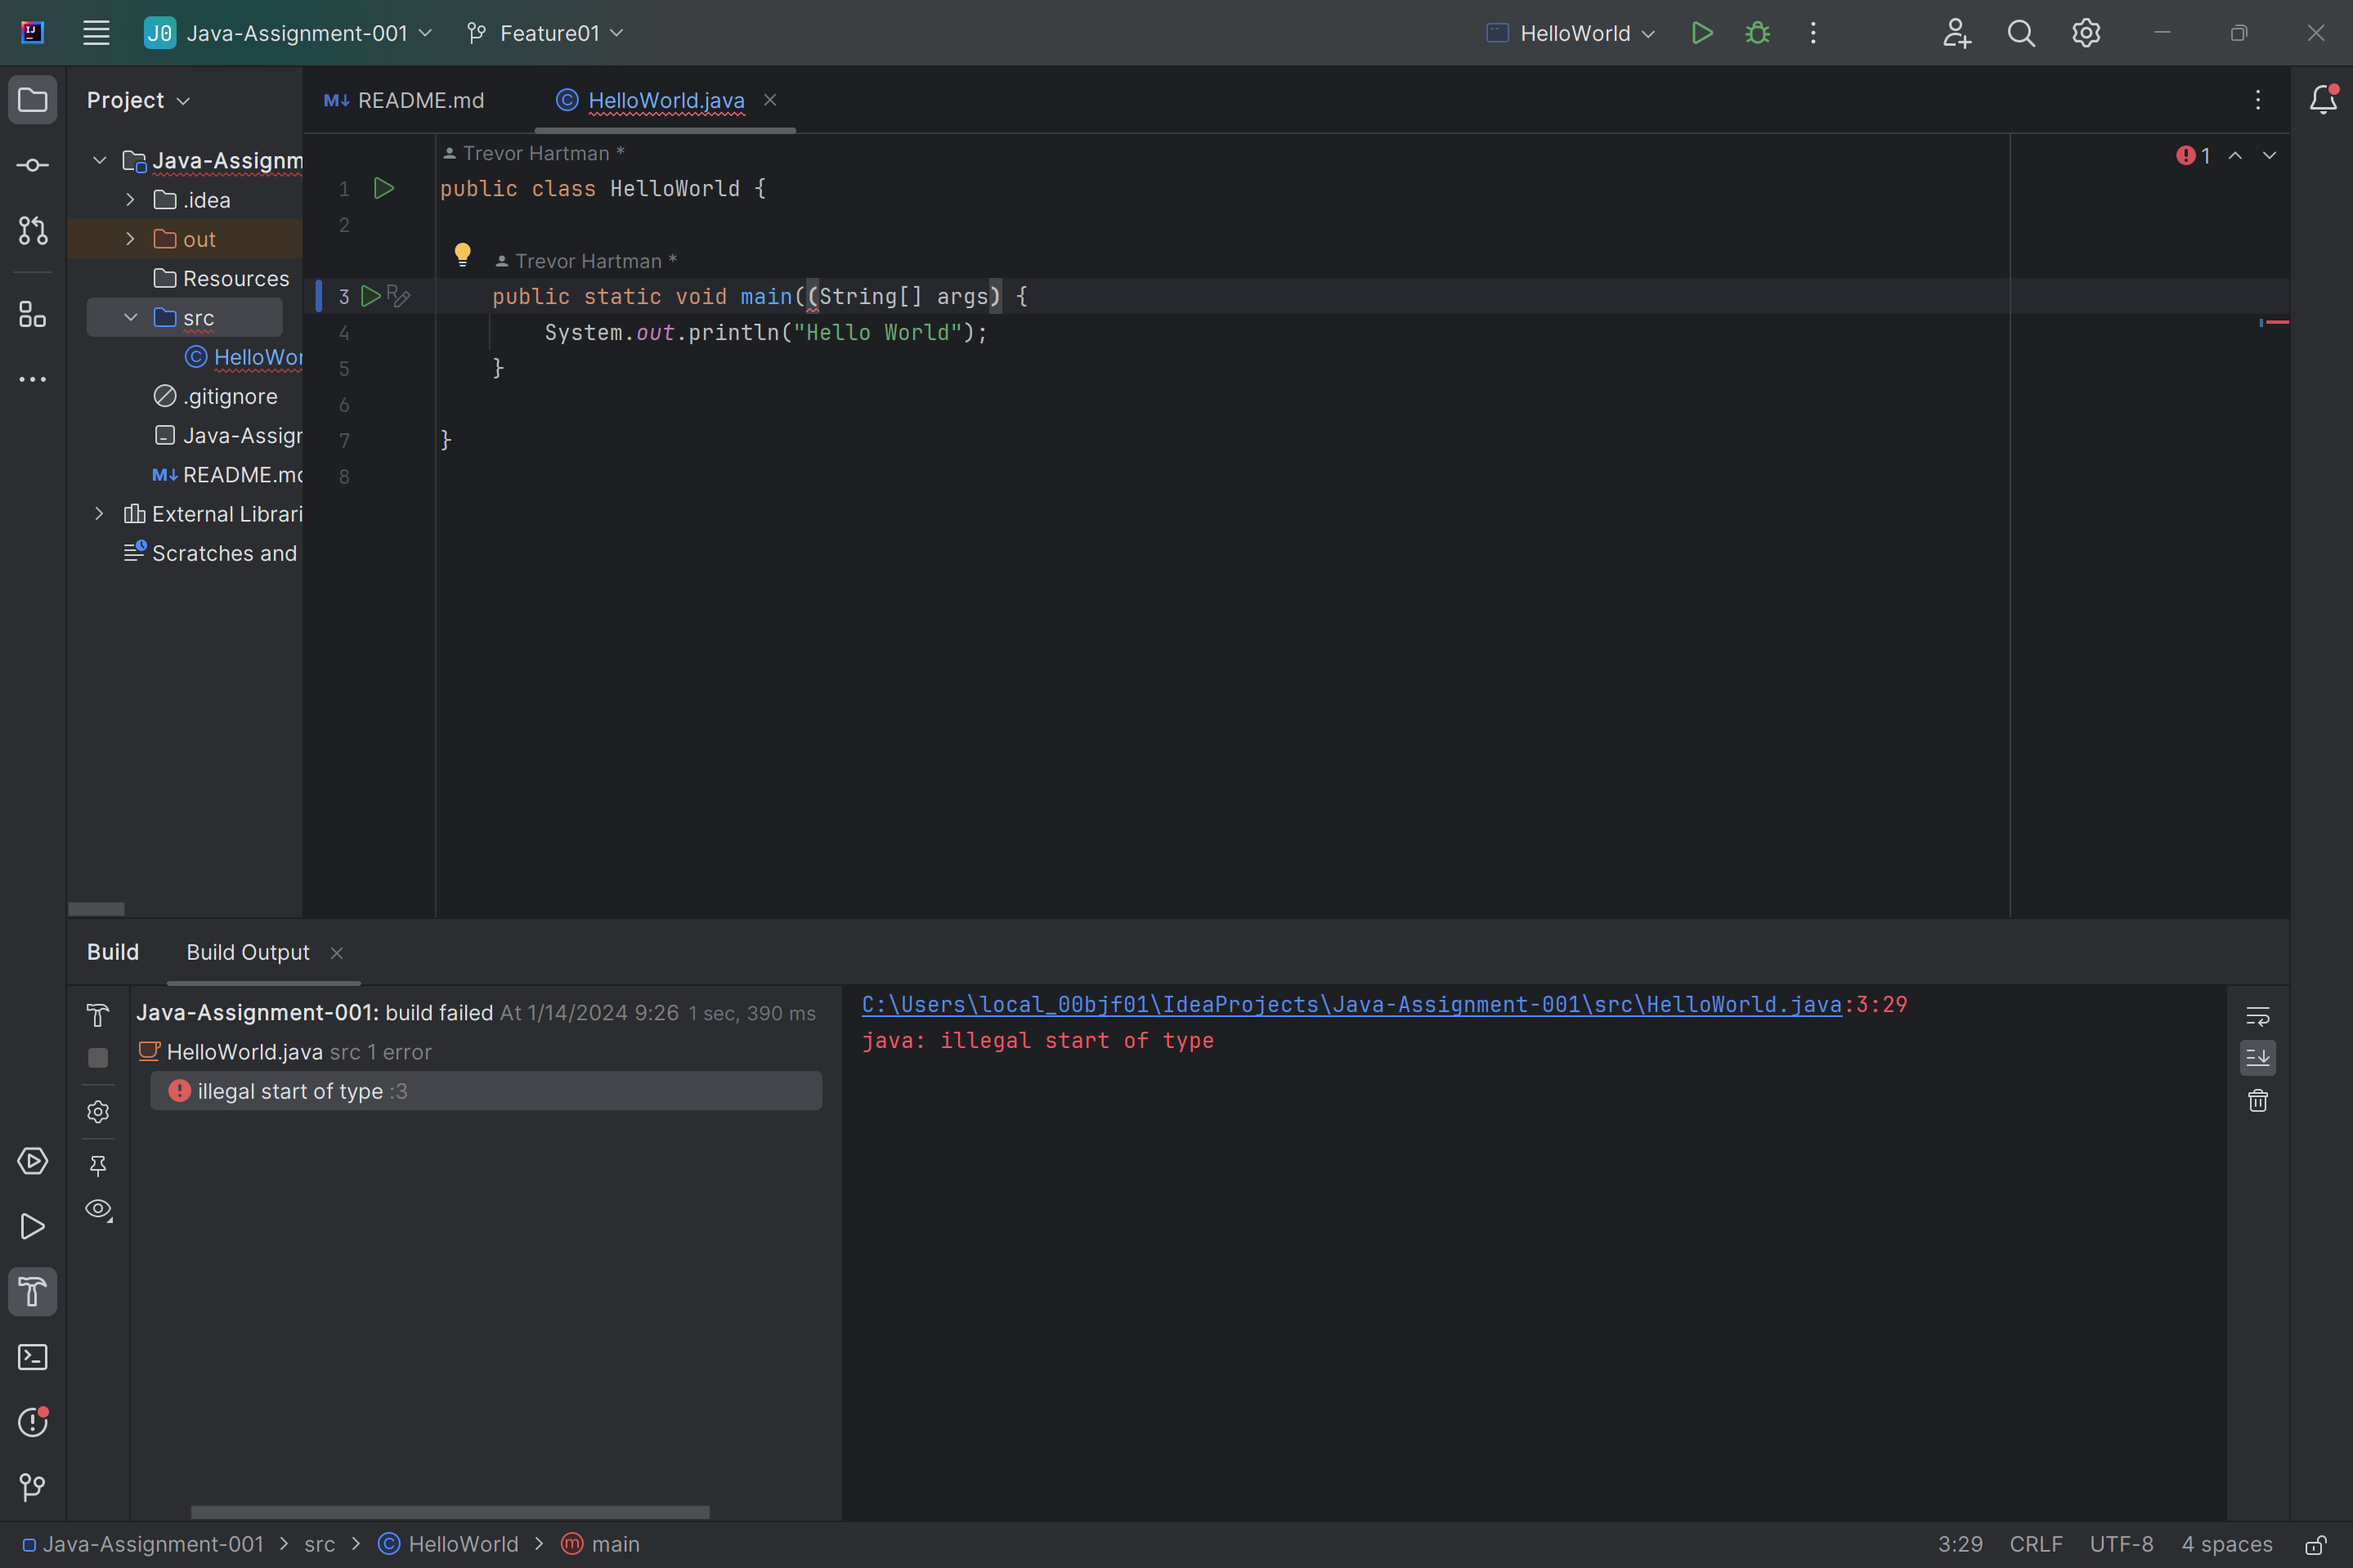 IJ
J0 Java-Assignment-001 Feature01 HelloWorld
Project
Java-Assignm
.idea
out
Resources
src
HelloWor
.gitignore
Java-Assigr
M↓ README.md
External Librari
Scratches and
M↓ README.md HelloWorld.java
Trevor Hartman *
1 public class HelloWorld {
2
Trevor Hartman *
3 public static void main((String[] args) {
4 System.out.println("Hello World");
5 }
6
7 }
8
1
Build Build Output
Java-Assignment-001: build failed At 1/14/2024 9:26 1 sec, 390 ms
HelloWorld.java src 1 error
illegal start of type :3
C:\Users\local_00bjf01\IdeaProjects\Java-Assignment-001\src\HelloWorld.java:3:29
java: illegal start of type
Java-Assignment-001 > src > HelloWorld > main 3:29 CRLF UTF-8 4 spaces